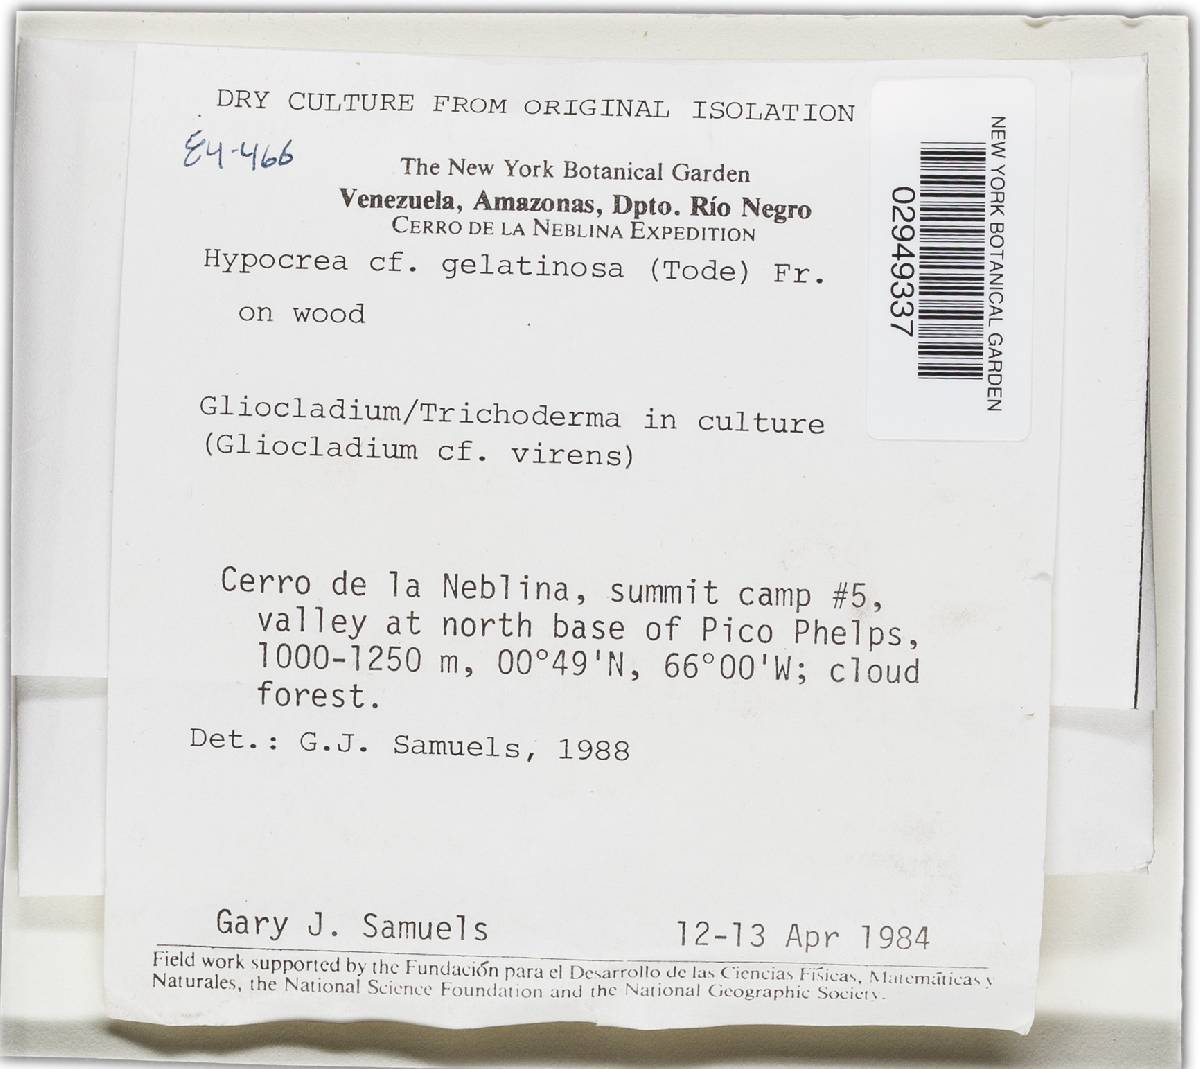 DRY CULTURE FROM ORIGINAL ISOLATION
E4-466
The New York Botanical Garden
Venezuela, Amazonas, Dpto. Río Negro
CERRO DE LA NEBLINA EXPEDITION
Hypocrea cf. gelatinosa (Tode) Fr.
on wood
Gliocladium/Trichoderma in culture
(Gliocladium cf. virens)
Cerro de la Neblina, summit camp #5,
valley at north base of Pico Phelps,
1000-1250 m, 00°49'N, 66°00'W; cloud
forest.
Det.: G.J. Samuels, 1988
Gary J. Samuels 12-13 Apr 1984
Field work supported by the Fundación para el Desarrollo de las Ciencias Físicas, Matemáticas y
Naturales, the National Science Foundation and the National Geographic Society.
NEW YORK BOTANICAL GARDEN
02949337